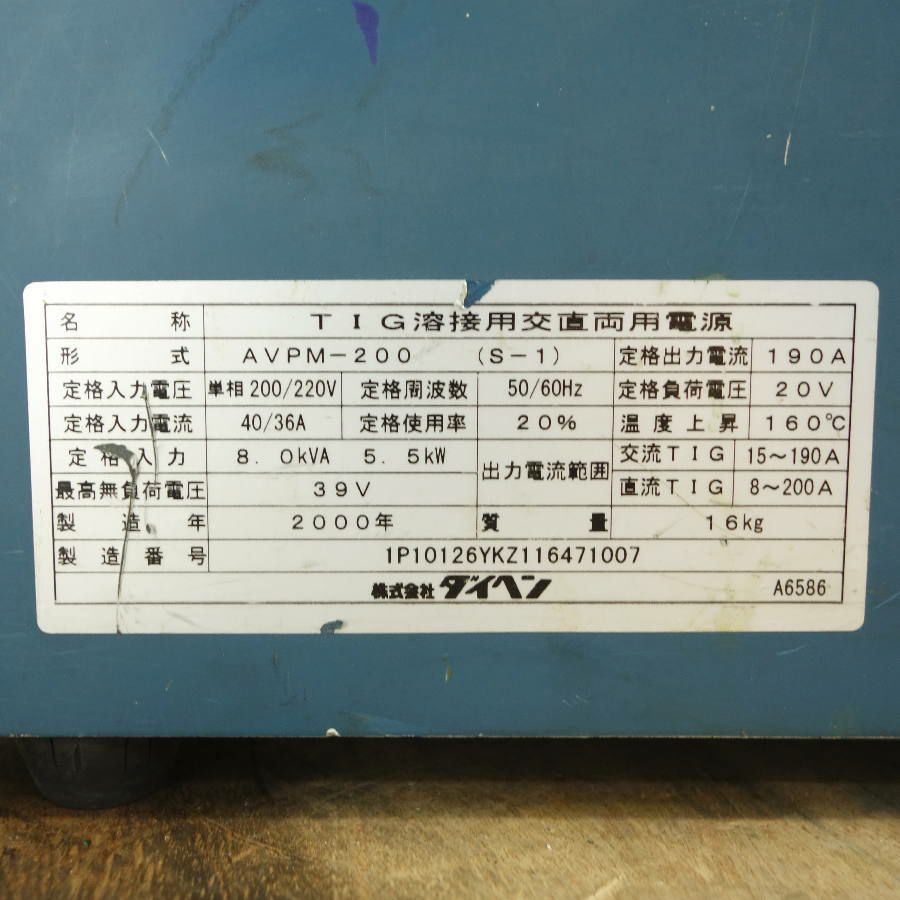 名称 TIG溶接用交直両用電源
形式 AVPM-200 (S-1) 定格出力電流 190A
定格入力電圧 単相200/220V 定格周波数 50/60Hz 定格負荷電圧 20V
定格入力電流 40/36A 定格使用率 20% 温度上昇 160℃
定格入力 8.0kVA 5.5kW 出力電流範囲 交流TIG 15~190A
最高無負荷電圧 39V 直流TIG 8~200A
製造年 2000年 質量 16kg
製造番号 1P10126YKZ116471007
株式会社 ダイヘン A6586